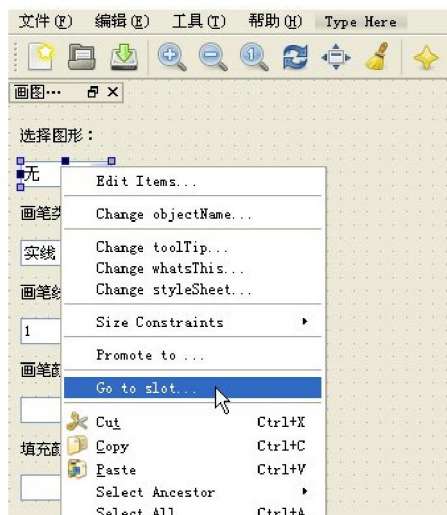 文件(F) 编辑(E) 工具(T) 帮助(H) Type Here
画图…
选择图形：
无
Edit Items...
画笔类
Change objectName...
Change toolTip...
实线
Change whatsThis...
画笔线
Change styleSheet...
Size Constraints
1
Promote to ...
画笔颜
Go to slot...
Cut Ctrl+X
填充颜
Copy Ctrl+C
Paste Ctrl+V
Select Ancestor
Select All Ctrl+A